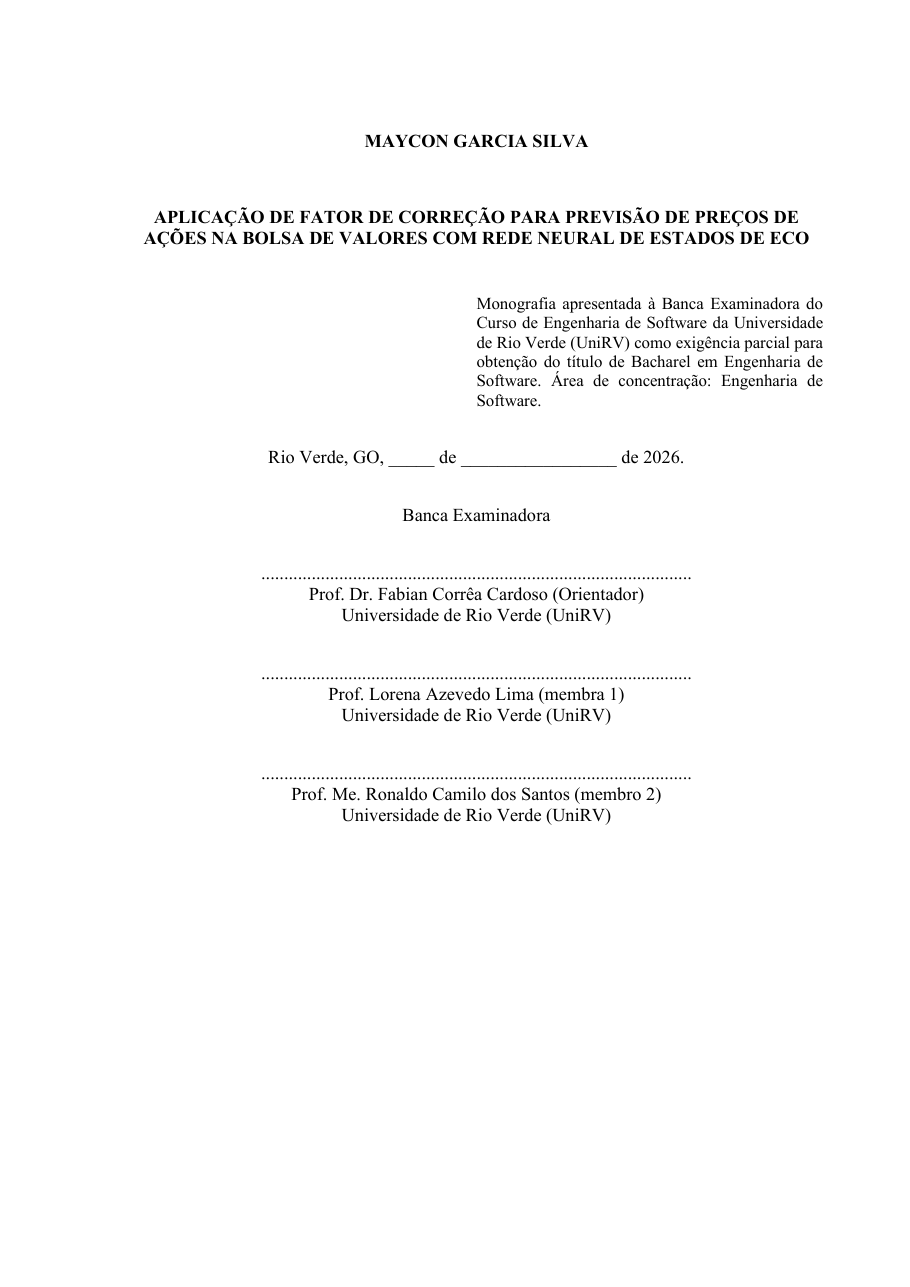 MAYCON GARCIA SILVA
APLICAÇÃO DE FATOR DE CORREÇÃO PARA PREVISÃO DE PREÇOS DE
AÇÕES NA BOLSA DE VALORES COM REDE NEURAL DE ESTADOS DE ECO
Monografia apresentada à Banca Examinadora do
Curso de Engenharia de Software da Universidade
de Rio Verde (UniRV) como exigência parcial para
obtenção do título de Bacharel em Engenharia de
Software. Área de concentração: Engenharia de
Software.
Rio Verde, GO, _____ de _________________ de 2026.
Banca Examinadora
..............................................................................................
Prof. Dr. Fabian Corrêa Cardoso (Orientador)
Universidade de Rio Verde (UniRV)
..............................................................................................
Prof. Lorena Azevedo Lima (membra 1)
Universidade de Rio Verde (UniRV)
..............................................................................................
Prof. Me. Ronaldo Camilo dos Santos (membro 2)
Universidade de Rio Verde (UniRV)